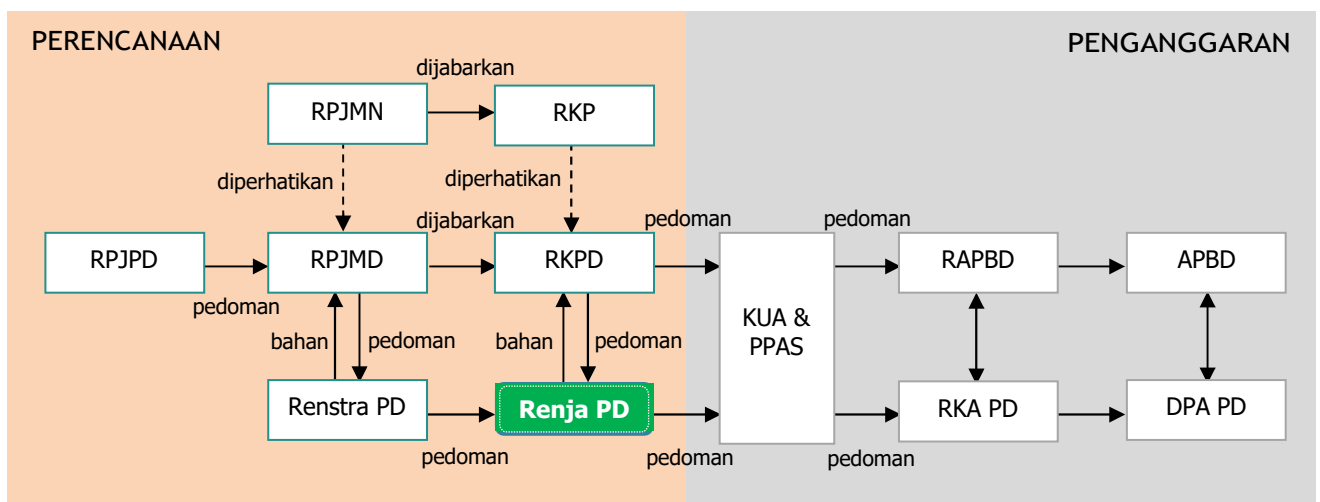 PERENCANAAN
PENGANGGARAN
dijabarkan
RPJMN
RKP
diperhatikan
diperhatikan
dijabarkan
pedoman
pedoman
RPJPD
RPJMD
RKPD
RAPBD
APBD
pedoman
KUA &
PPAS
bahan
pedoman
bahan
pedoman
Renstra PD
Renja PD
RKA PD
DPA PD
pedoman
pedoman
pedoman